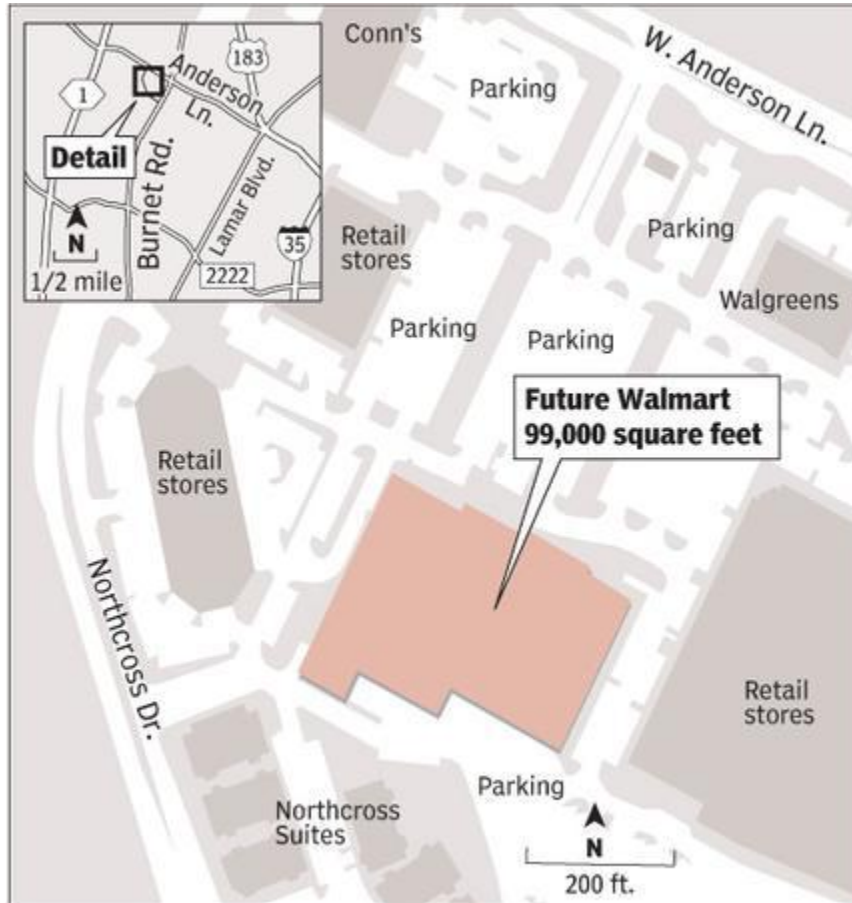 Conn's
W. Anderson Ln.
183
Anderson
Ln.
1
Parking
Detail
Burnet Rd.
Lamar Blvd.
N
35
2222
1/2 mile
Retail
stores
Parking
Walgreens
Parking
Parking
Future Walmart
99,000 square feet
Retail
stores
Northcross Dr.
Retail
stores
Parking
Northcross
Suites
N
200 ft.